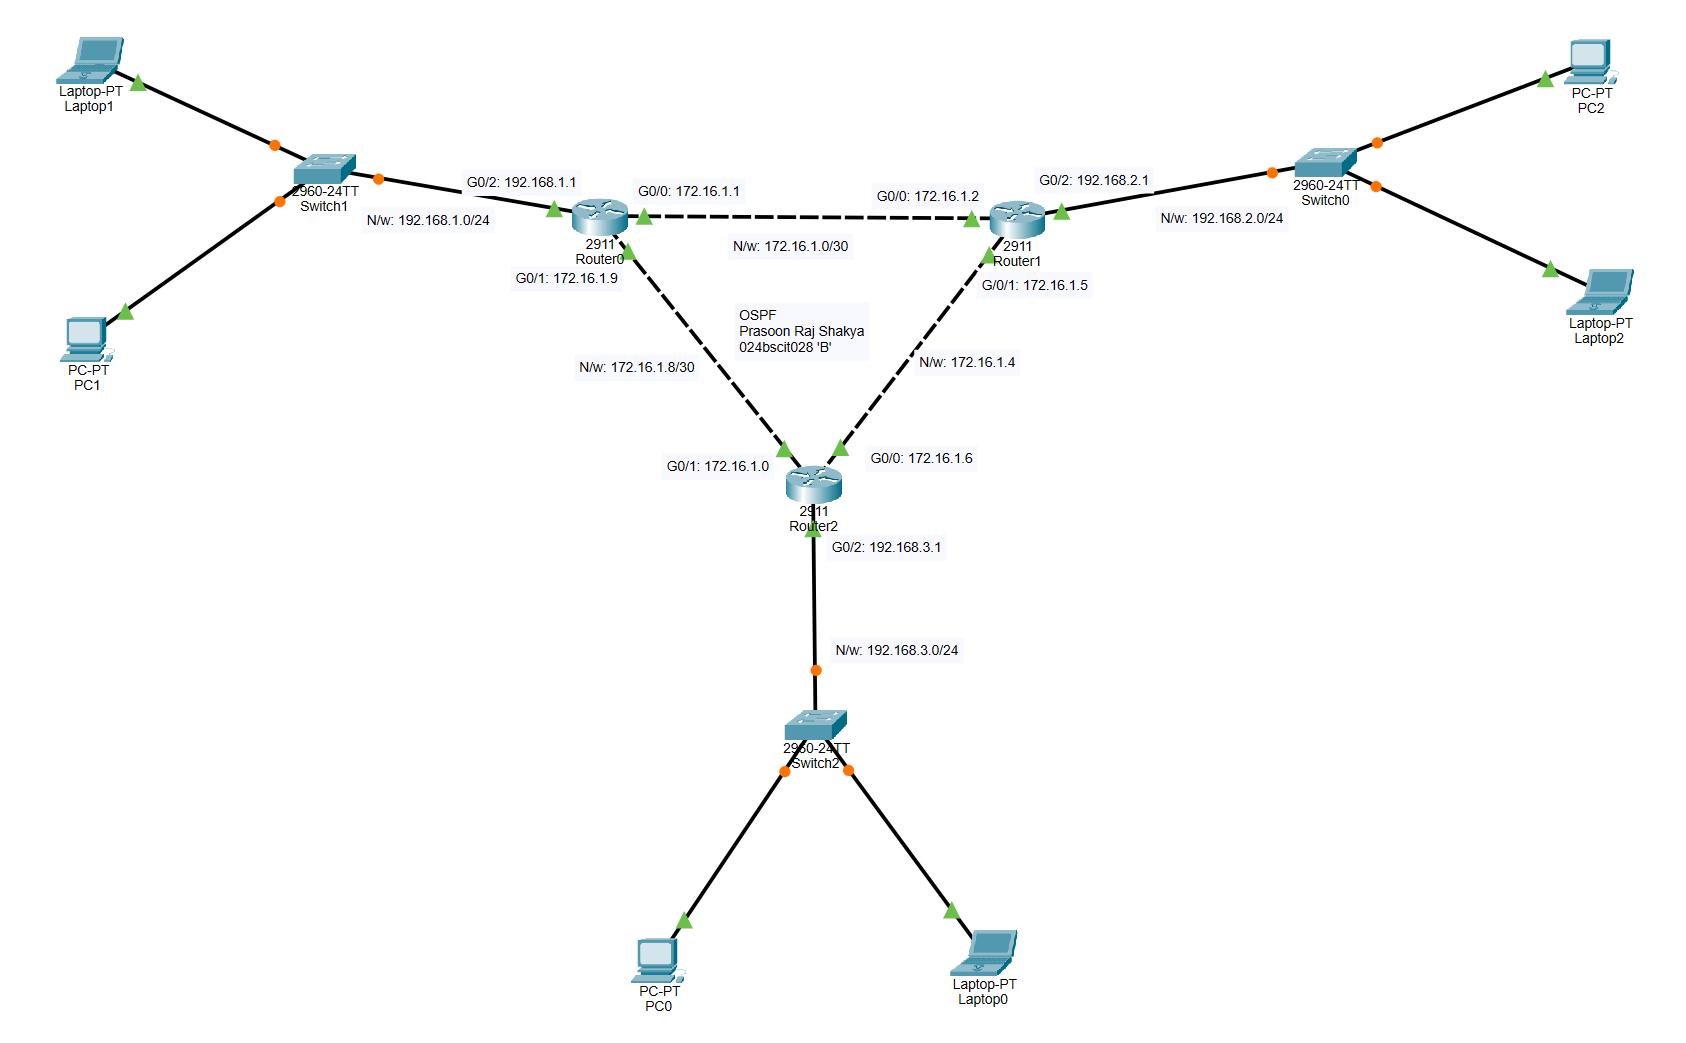 Laptop-PT
Laptop1
PC-PT
PC2
2960-24TT
Switch1
2960-24TT
Switch0
G0/2: 192.168.1.1
G0/0: 172.16.1.1
G0/0: 172.16.1.2
G0/2: 192.168.2.1
N/w: 192.168.1.0/24
N/w: 192.168.2.0/24
2911
Router0
N/w: 172.16.1.0/30
2911
Router1
G0/1: 172.16.1.9
G/0/1: 172.16.1.5
OSPF
Prasoon Raj Shakya
024bscit028 'B'
Laptop-PT
Laptop2
PC-PT
PC1
N/w: 172.16.1.8/30
N/w: 172.16.1.4
G0/1: 172.16.1.0
G0/0: 172.16.1.6
2911
Router2
G0/2: 192.168.3.1
N/w: 192.168.3.0/24
2960-24TT
Switch2
PC-PT
PC0
Laptop-PT
Laptop0